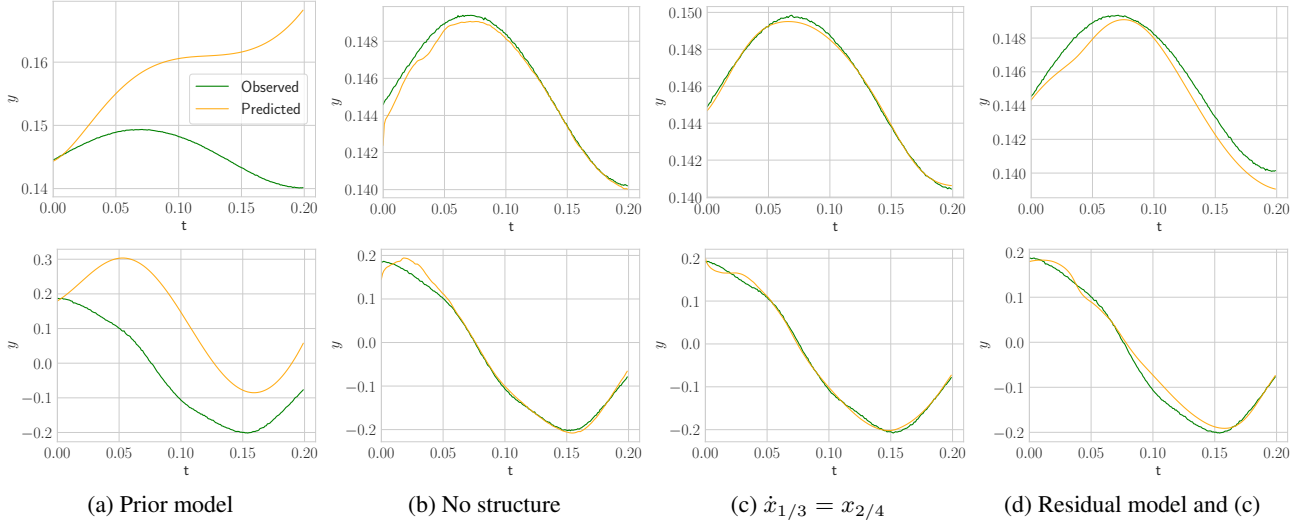 0.16
0.15
0.14
y
0.00 0.05 0.10 0.15 0.20
t
Observed
Predicted
0.148
0.146
0.144
0.142
0.140
y
0.00 0.05 0.10 0.15 0.20
t
0.150
0.148
0.146
0.144
0.142
0.140
y
0.00 0.05 0.10 0.15 0.20
t
0.148
0.146
0.144
0.142
0.140
y
0.00 0.05 0.10 0.15 0.20
t
0.3
0.2
0.1
0.0
−0.1
−0.2
y
0.00 0.05 0.10 0.15 0.20
t
0.2
0.1
0.0
−0.1
−0.2
y
0.00 0.05 0.10 0.15 0.20
t
0.2
0.1
0.0
−0.1
−0.2
y
0.00 0.05 0.10 0.15 0.20
t
0.2
0.1
0.0
−0.1
−0.2
y
0.00 0.05 0.10 0.15 0.20
t
(a) Prior model
(b) No structure
(c) ẋ₁/₃ = x₂/₄
(d) Residual model and (c)